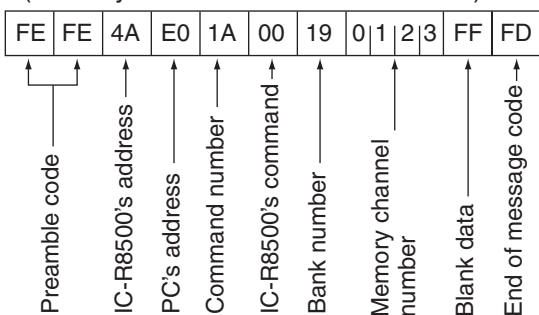 FE FE 4A E0 1A 00 19 0|1|2|3 FF FD
Preamble code
IC-R8500's address
PC's address
Command number
IC-R8500's command
Bank number
Memory channel
number
Blank data
End of message code